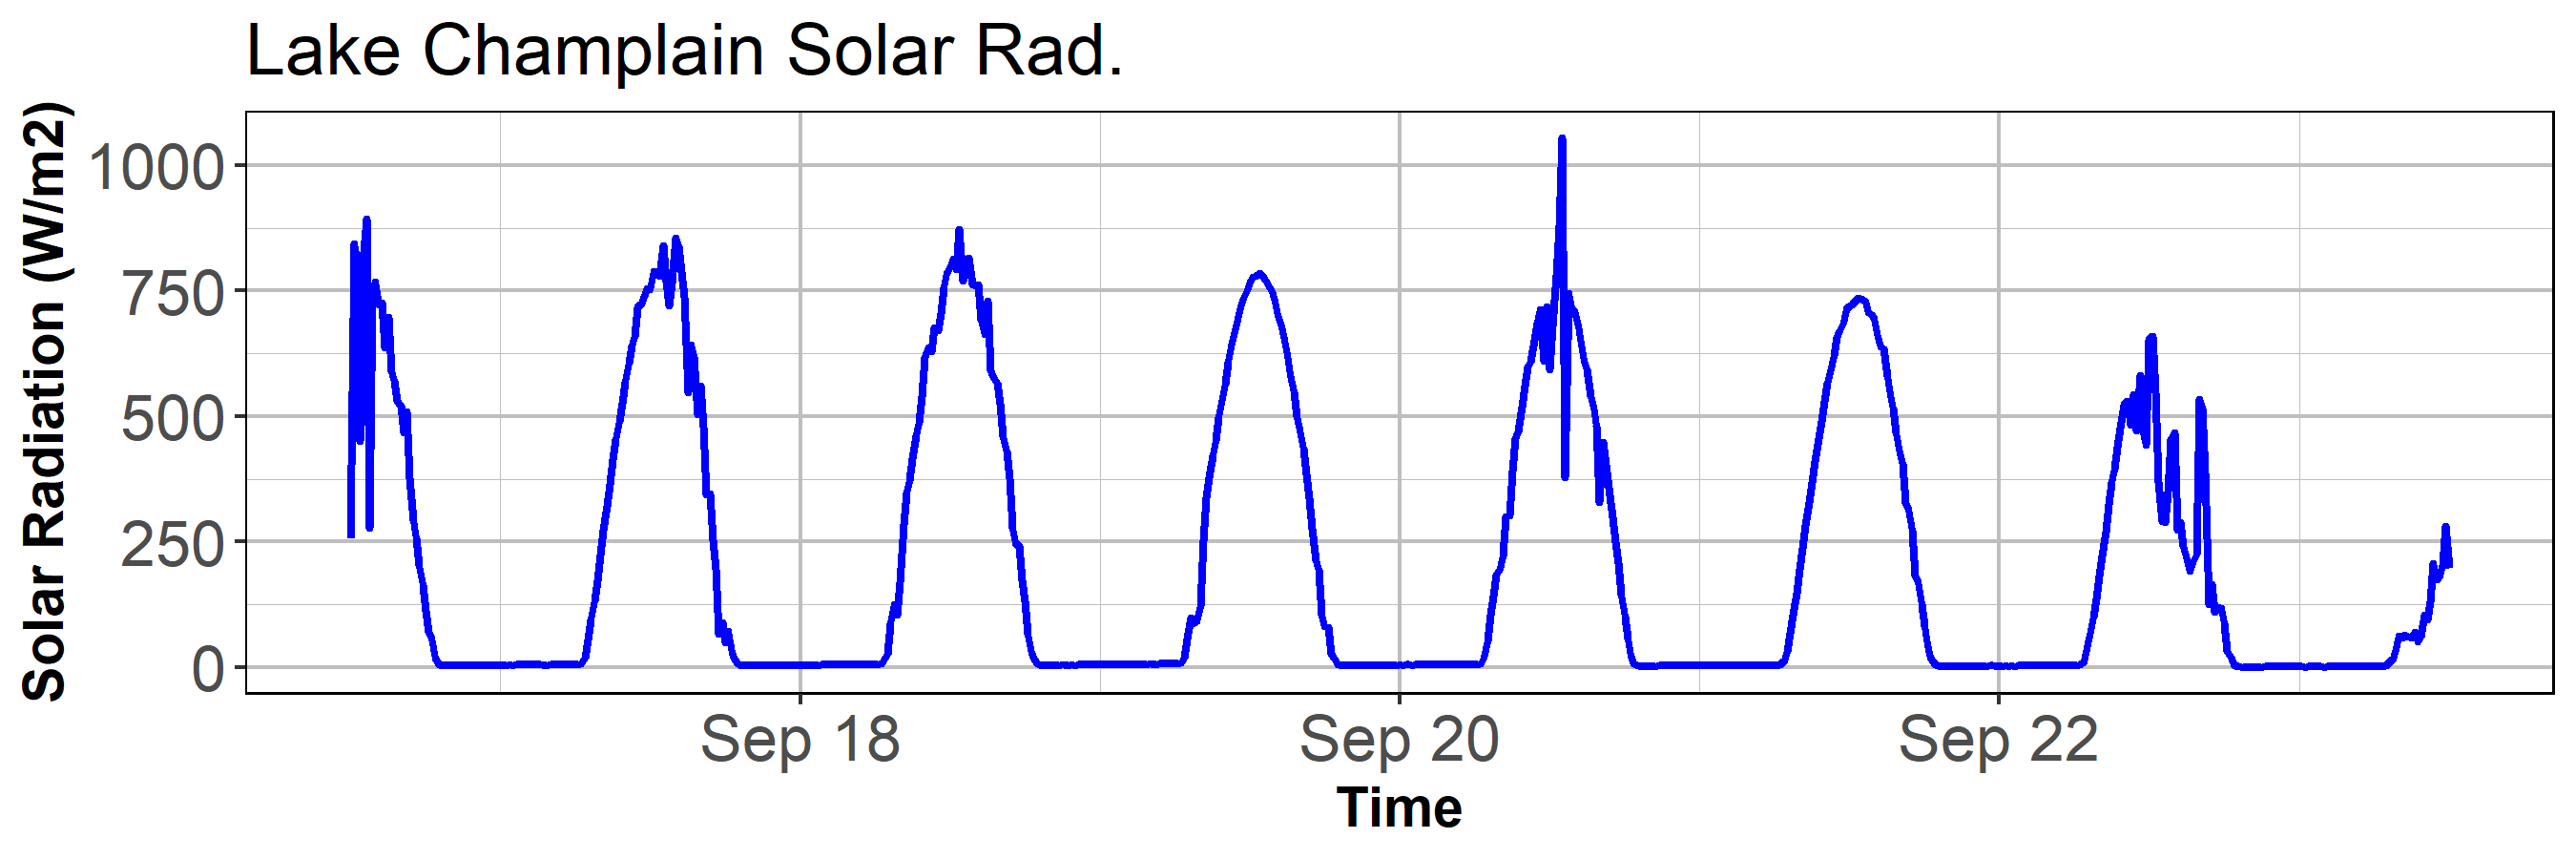 Lake Champlain Solar Rad.
Solar Radiation (W/m2)
1000
750
500
250
0
Sep 18
Sep 20
Sep 22
Time